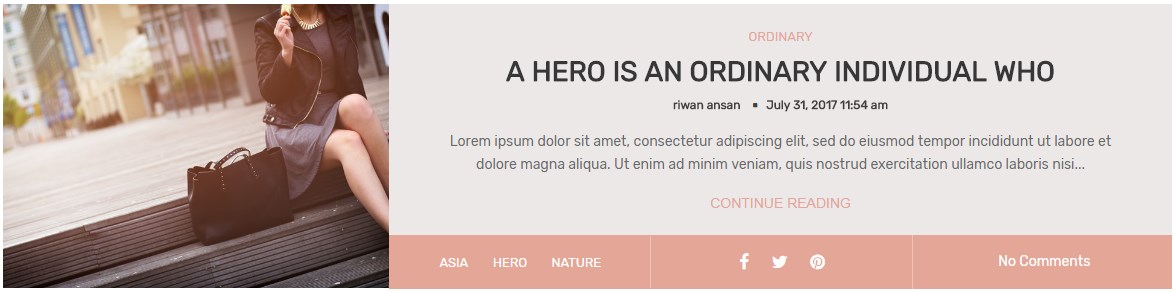 ORDINARY
A HERO IS AN ORDINARY INDIVIDUAL WHO
riwan ansan ▪ July 31, 2017 11:54 am
Lorem ipsum dolor sit amet, consectetur adipiscing elit, sed do eiusmod tempor incididunt ut labore et
dolore magna aliqua. Ut enim ad minim veniam, quis nostrud exercitation ullamco laboris nisi...
CONTINUE READING
ASIA HERO NATURE
No Comments